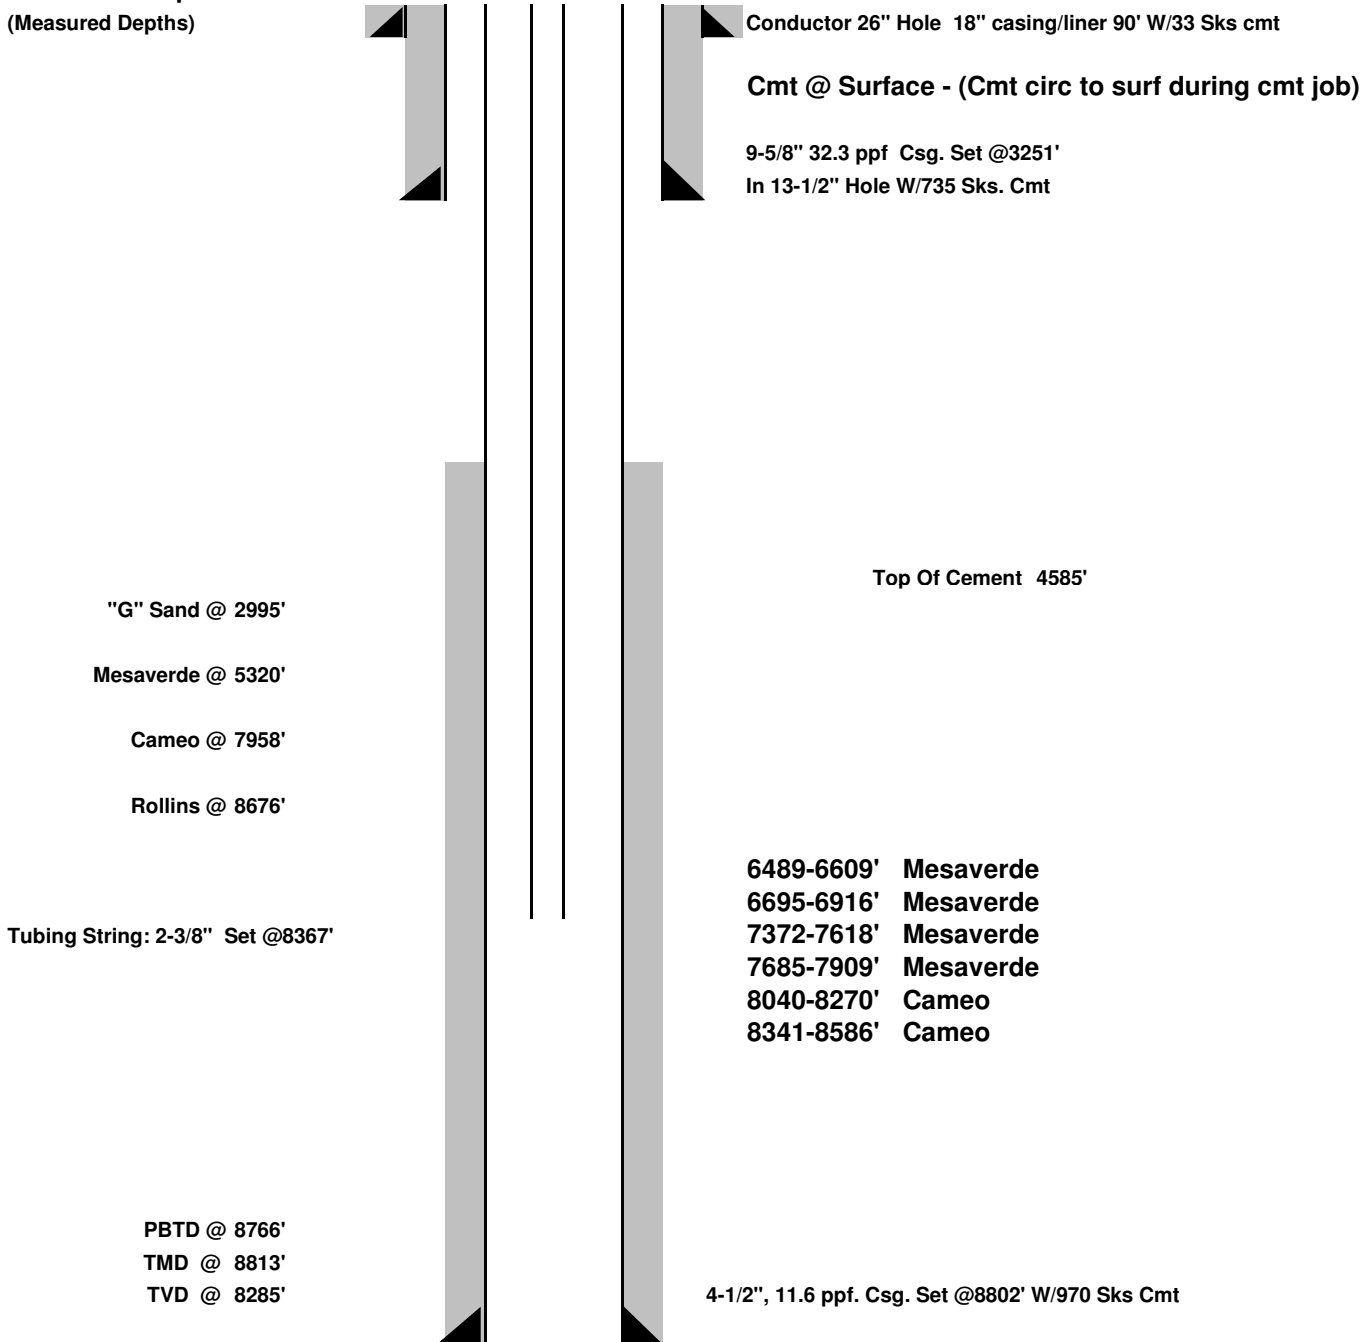 (Measured Depths)
Conductor 26" Hole 18" casing/liner 90' W/33 Sks cmt
Cmt @ Surface - (Cmt circ to surf during cmt job)
9-5/8" 32.3 ppf Csg. Set @3251'
In 13-1/2" Hole W/735 Sks. Cmt
Top Of Cement 4585'
"G" Sand @ 2995'
Mesaverde @ 5320'
Cameo @ 7958'
Rollins @ 8676'
6489-6609' Mesaverde
6695-6916' Mesaverde
7372-7618' Mesaverde
7685-7909' Mesaverde
8040-8270' Cameo
8341-8586' Cameo
Tubing String: 2-3/8" Set @8367'
PBTD @ 8766'
TMD @ 8813'
TVD @ 8285'
4-1/2", 11.6 ppf. Csg. Set @8802' W/970 Sks Cmt